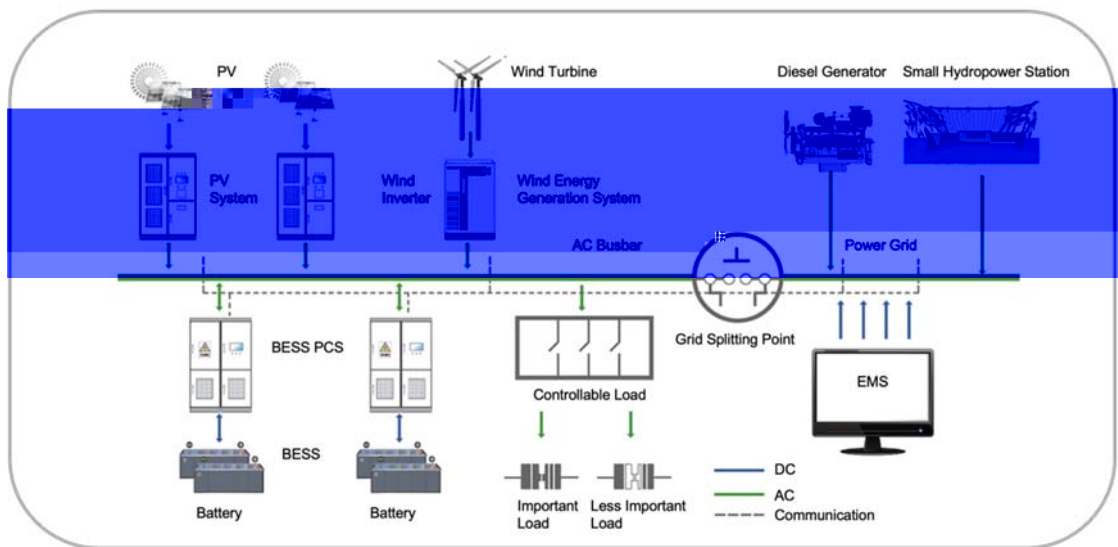 PV
Wind Turbine
Diesel Generator
Small Hydropower Station
PV
System
Wind
Inverter
Wind Energy
Generation System
AC Busbar
Power Grid
BESS PCS
Grid Splitting Point
Controllable Load
EMS
BESS
Battery
Battery
Important
Load
Less Important
Load
DC
AC
Communication